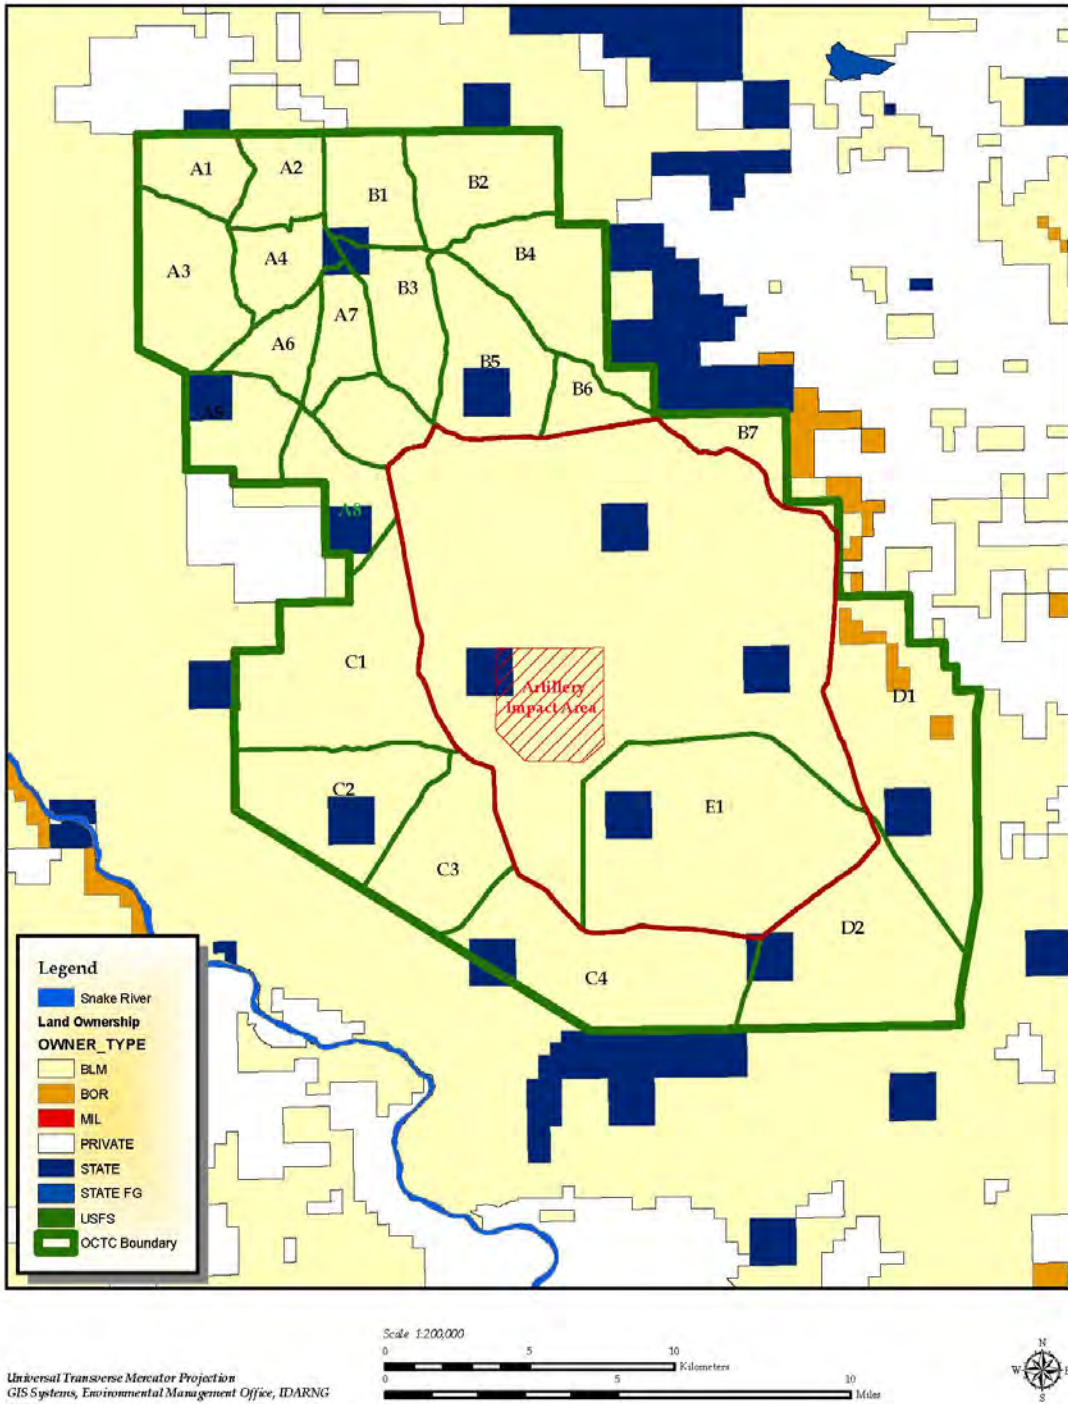 A1
A2
B1
B2
A3
A4
B3
B4
A7
A6
B5
B6
A5
B7
A8
C1
Artillery
Impact Area
D1
C2
E1
C3
D2
C4
Legend
Snake River
Land Ownership
OWNER_TYPE
BLM
BOR
MIL
PRIVATE
STATE
STATE FG
USFS
OCTC Boundary
Scale 1:200,000
0 5 10
Kilometers
0 5 10
Miles
Universal Transverse Mercator Projection
GIS Systems, Environmental Management Office, IDARNG
N
W E
S